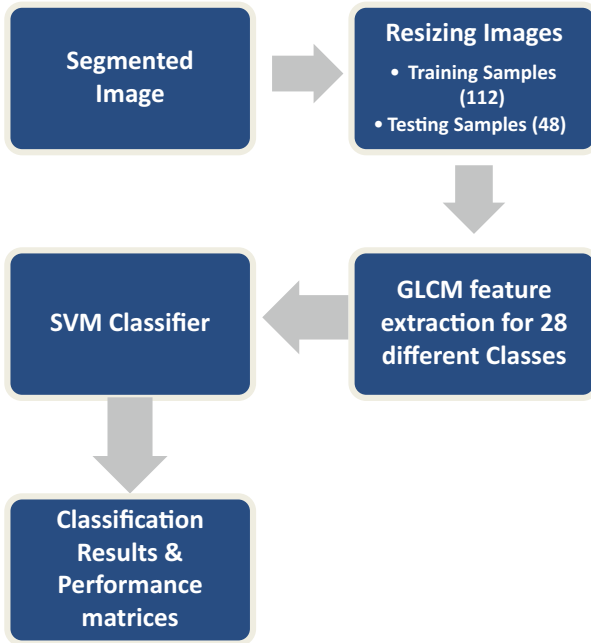 Segmented
Image
Resizing Images
• Training Samples
(112)
• Testing Samples (48)
GLCM feature
extraction for 28
different Classes
SVM Classifier
Classification
Results &
Performance
matrices